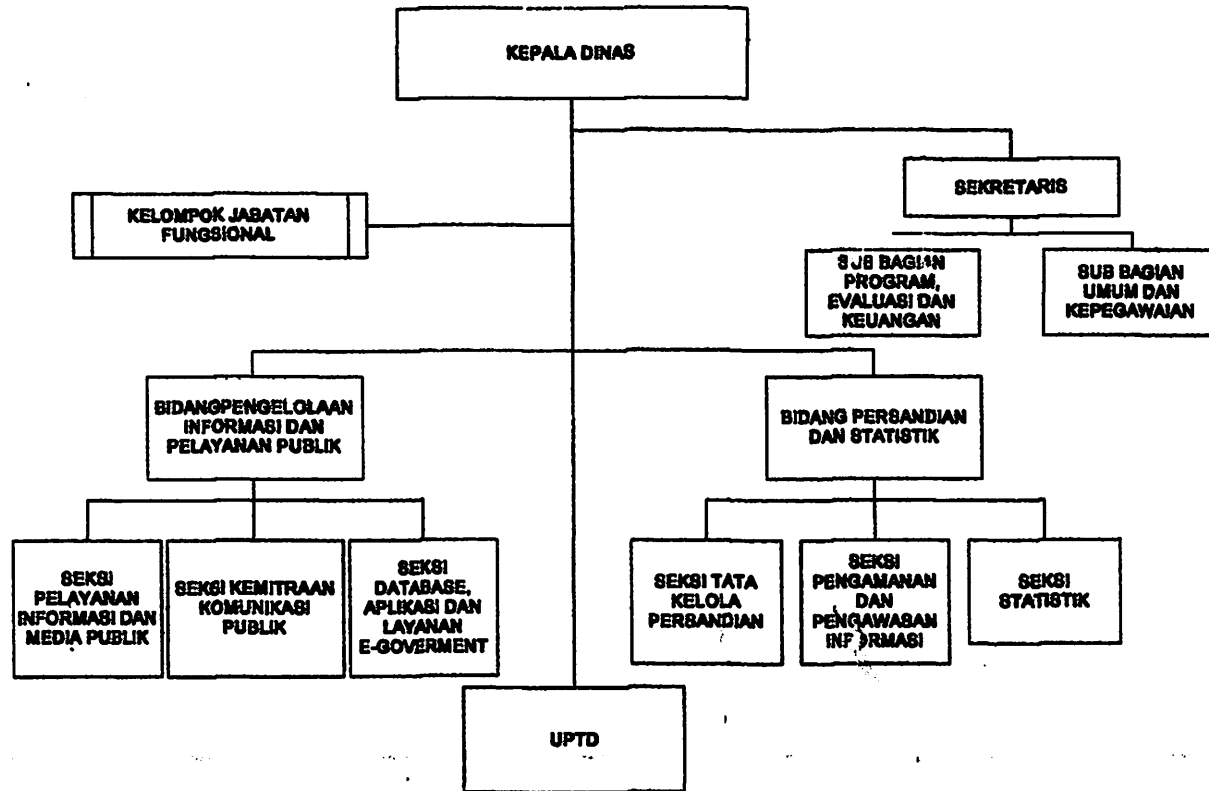 KEPALA DINAS
SEKRETARIS
KELOMPOK JABATAN
FUNGSIONAL
SUB BAGIAN
PROGRAM,
EVALUASI DAN
KEUANGAN
SUB BAGIAN
UMUM DAN
KEPEGAWAIAN
BIDANGPENGELOLAAN
INFORMASI DAN
PELAYANAN PUBLIK
BIDANG PERSANDIAN
DAN STATISTIK
SEKSI
PELAYANAN
INFORMASI DAN
MEDIA PUBLIK
SEKSI KEMITRAAN
KOMUNIKASI
PUBLIK
SEKSI
DATABASE,
APLIKASI DAN
LAYANAN
E-GOVERMENT
SEKSI TATA
KELOLA
PERSANDIAN
SEKSI
PENGAMANAN
DAN
PENGAWASAN
INFORMASI
SEKSI
STATISTIK
UPTD